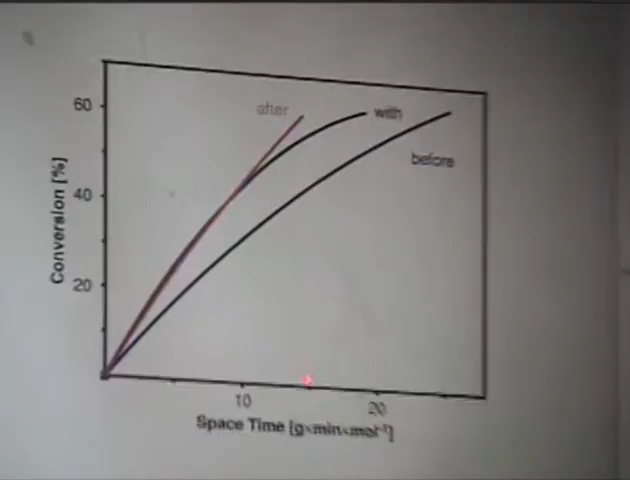 60
40
20
Conversion [%]
after
with
before
10
20
Space Time [g×min×mol⁻¹]